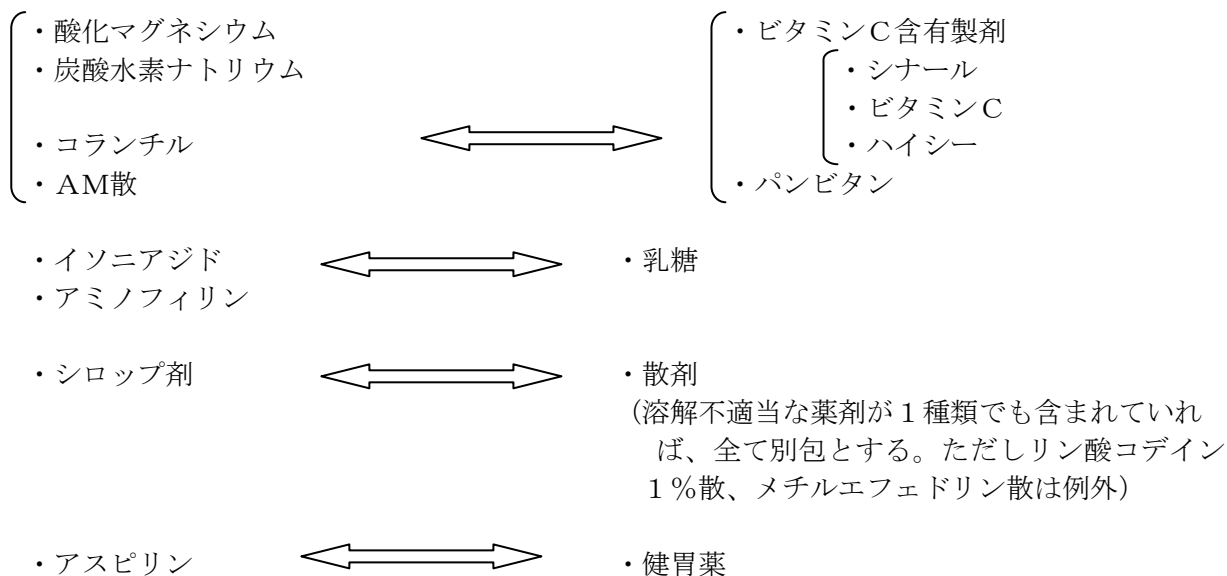 ・酸化マグネシウム
・炭酸水素ナトリウム
・コランチル
・AM散
・ビタミンC含有製剤
・シナール
・ビタミンC
・ハイシー
・パンビタン
・イソニアジド
・アミノフィリン
・乳糖
・シロップ剤
・散剤
(溶解不適当な薬剤が1種類でも含まれていれ
ば、全て別包とする。ただしリン酸コデイン
1%散、メチルエフェドリン散は例外)
・アスピリン
・健胃薬